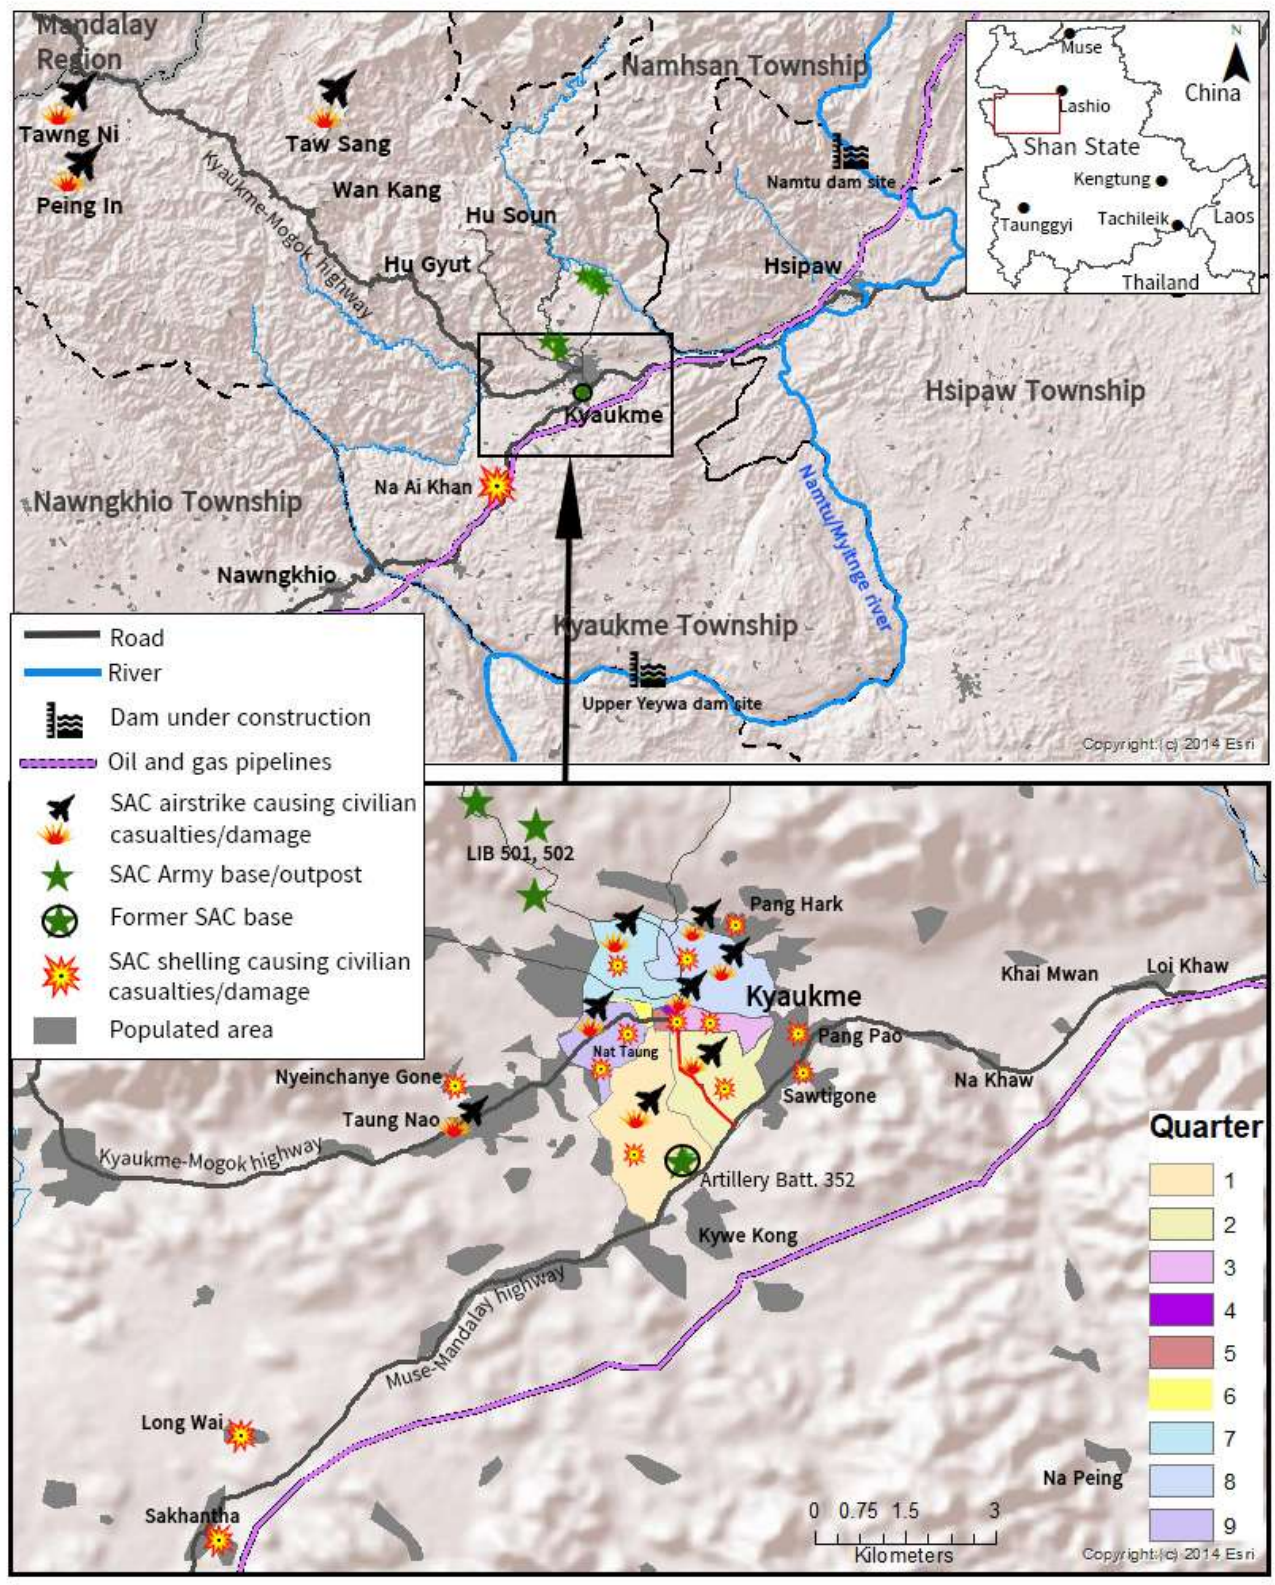 Mandalay
Region
Namhsan Township
Tawng Ni
Taw Sang
Peing In
Wan Kang
Kyaukme-Mogok highway
Hu Soun
Hu Gyut
Namtu dam site
Hsipaw
N
Muse
China
Lashio
Shan State
Kengtung
Taunggyi
Tachileik
Laos
Thailand
Hsipaw Township
Kyaukme
Na Ai Khan
Nawngkhio Township
Namtu/Myitnge river
Nawngkhio
Kyaukme Township
Upper Yeywa dam site
Copyright:(c) 2014 Esri
Road
River
Dam under construction
Oil and gas pipelines
SAC airstrike causing civilian
casualties/damage
SAC Army base/outpost
Former SAC base
SAC shelling causing civilian
casualties/damage
Populated area
LIB 501, 502
Pang Hark
Khai Mwan
Loi Khaw
Kyaukme
Pang Pao
Nat Taung
Na Khaw
Nyeinchanye Gone
Sawtigone
Taung Nao
Kyaukme-Mogok highway
Artillery Batt. 352
Kywe Kong
Muse-Mandalay highway
Long Wai
Sakhantha
Na Peing
Quarter
1
2
3
4
5
6
7
8
9
0 0.75 1.5 3
Kilometers
Copyright:(c) 2014 Esri